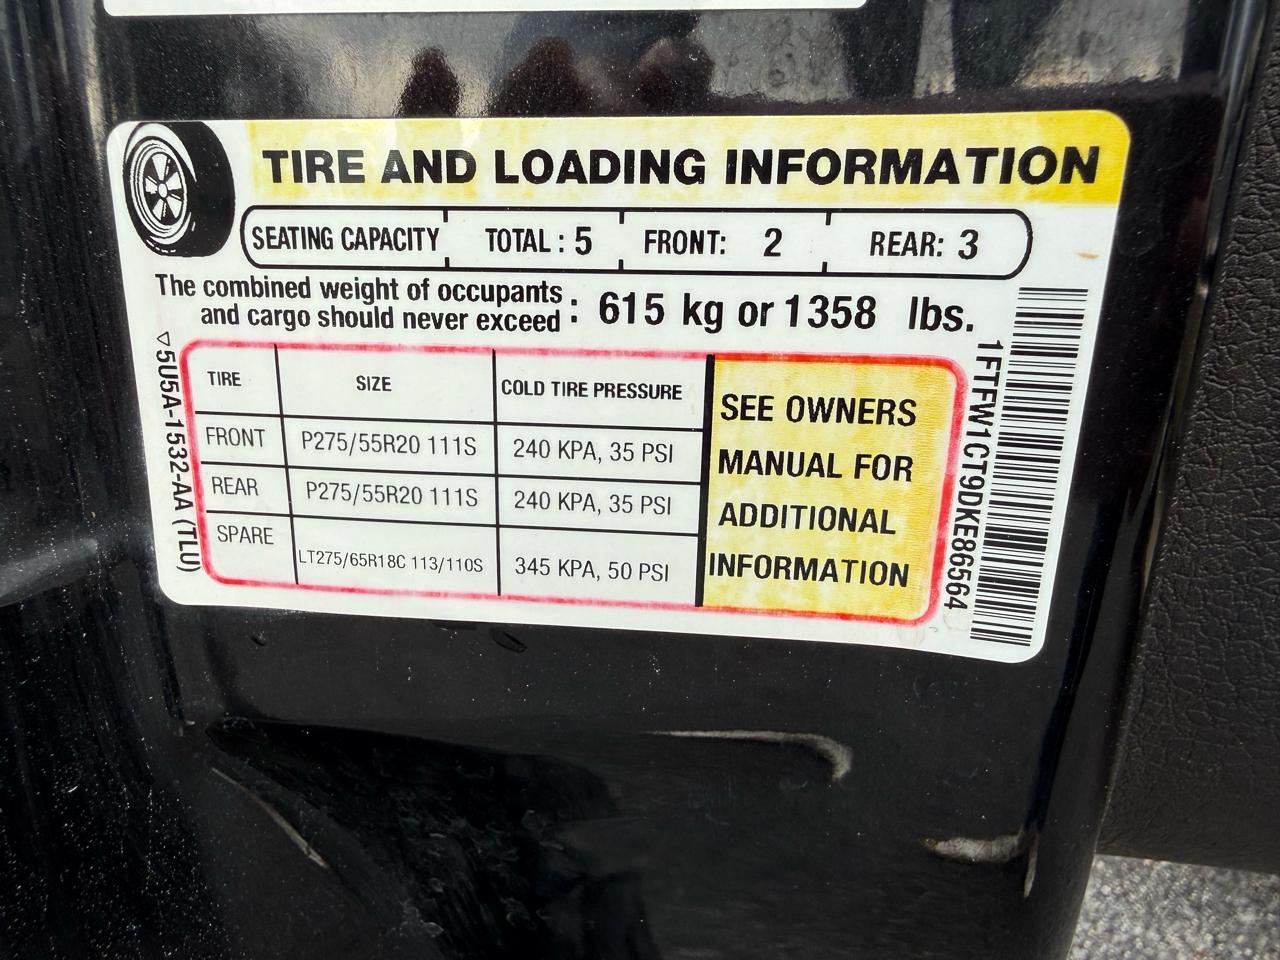 TIRE AND LOADING INFORMATION
SEATING CAPACITY TOTAL : 5 FRONT: 2 REAR: 3
The combined weight of occupants
and cargo should never exceed : 615 kg or 1358 lbs.
5U5A-1532-AA (TLU)
TIRE SIZE COLD TIRE PRESSURE
FRONT P275/55R20 111S 240 KPA, 35 PSI
REAR P275/55R20 111S 240 KPA, 35 PSI
SPARE LT275/65R18C 113/110S 345 KPA, 50 PSI
SEE OWNERS
MANUAL FOR
ADDITIONAL
INFORMATION
1FTFW1CT9DKE86564